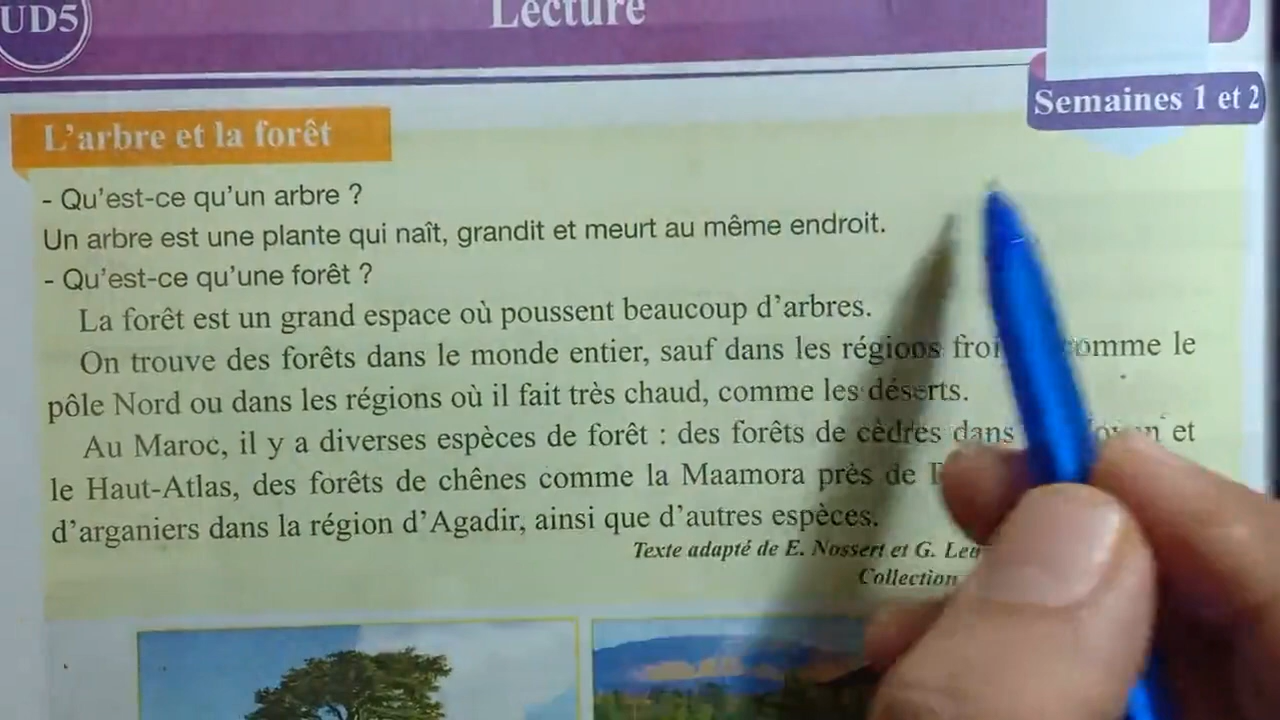 UD5
Lecture
Semaines 1 et 2
L'arbre et la forêt
- Qu'est-ce qu'un arbre ?
Un arbre est une plante qui naît, grandit et meurt au même endroit.
- Qu'est-ce qu'une forêt ?
La forêt est un grand espace où poussent beaucoup d'arbres.
On trouve des forêts dans le monde entier, sauf dans les régions comme le
pôle Nord ou dans les régions où il fait très chaud, comme les déserts.
Au Maroc, il y a diverses espèces de forêt : des forêts de cèdres dans et
le Haut-Atlas, des forêts de chênes comme la Maamora près de
d'arganiers dans la région d'Agadir, ainsi que d'autres espèces.
Texte adapté de E. Nossert et G.
Collection